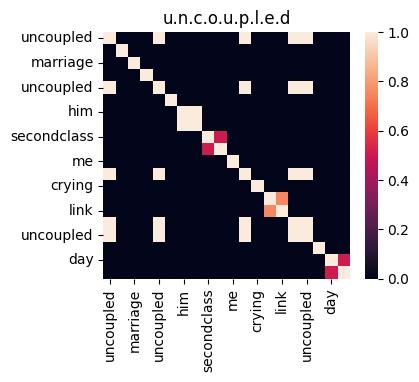 u.n.c.o.u.p.l.e.d
uncoupled
marriage
uncoupled
him
secondclass
me
crying
link
uncoupled
day
1.0
0.8
0.6
0.4
0.2
0.0
uncoupled
marriage
uncoupled
him
secondclass
me
crying
link
uncoupled
day